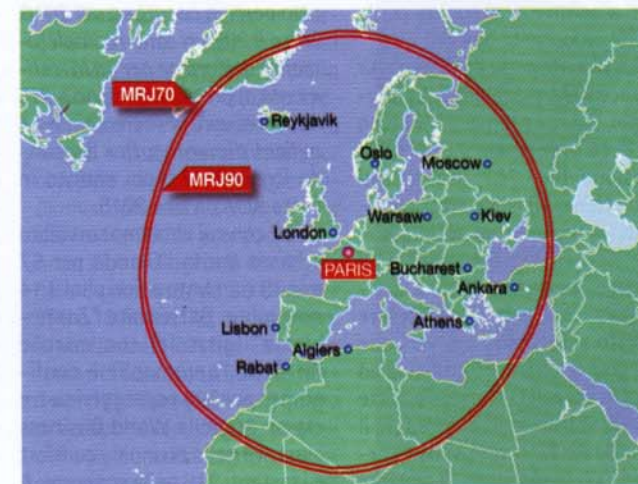 MRJ70
Reykjavik
Oslo
Moscow
MRJ90
Warsaw
Kiev
London
PARIS
Bucharest
Ankara
Lisbon
Algiers
Athens
Rabat